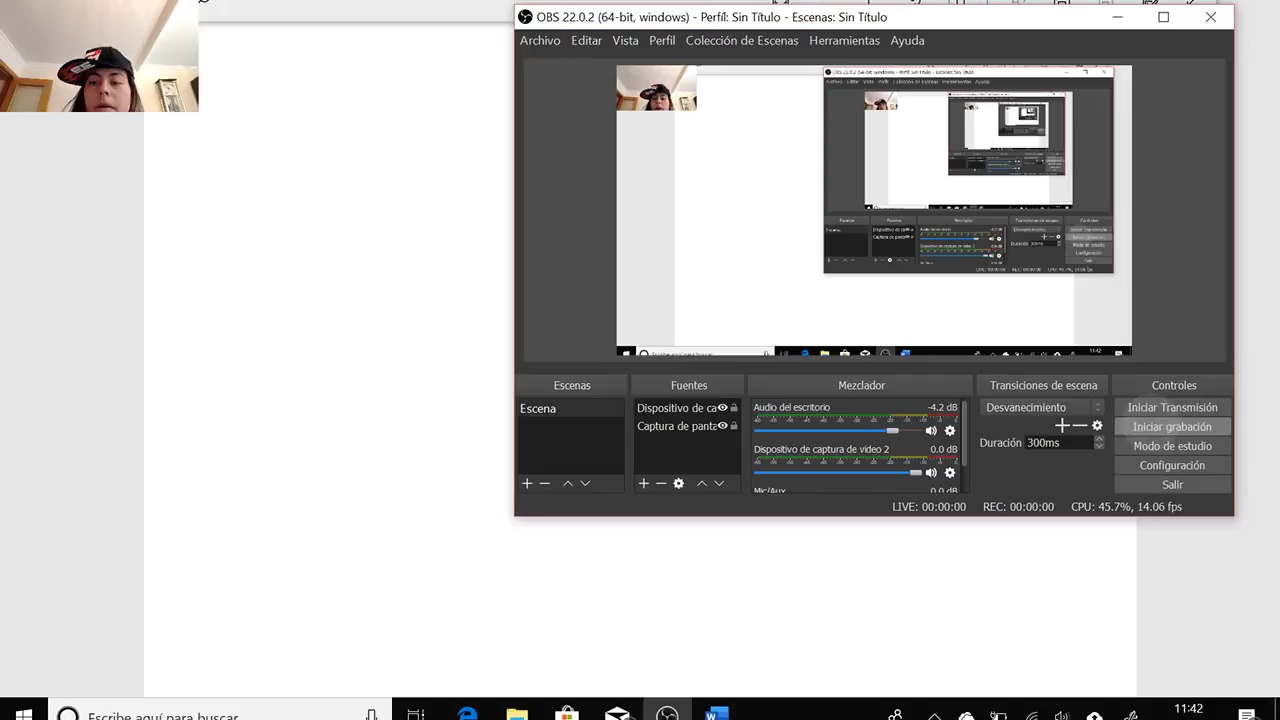 OBS 22.0.2 (64-bit, windows) - Perfíl: Sin Título - Escenas: Sin Título
Archivo Editar Vista Perfil Colección de Escenas Herramientas Ayuda
Escenas Fuentes Mezclador Transiciones de escena Controles
Escena
Dispositivo de ca
Captura de panta
Audio del escritorio -4.2 dB
Dispositivo de captura de video 2 0.0 dB
Mic/Aux 0.0 dB
Desvanecimiento
Duración 300ms
Iniciar Transmisión
Iniciar grabación
Modo de estudio
Configuración
Salir
LIVE: 00:00:00 REC: 00:00:00 CPU: 45.7%, 14.06 fps
Escribe aquí para buscar
11:42